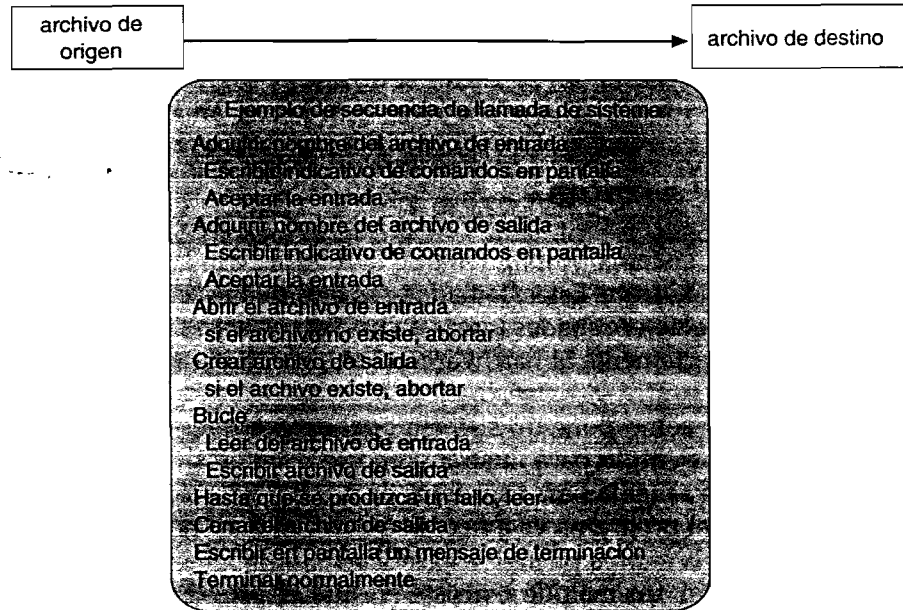 archivo de
origen
archivo de destino
Ejemplo de secuencia de llamada de sistema
Adquirir nombre del archivo de entrada
Escribir indicativo de comandos en pantalla
Aceptar la entrada
Adquirir nombre del archivo de salida
Escribir indicativo de comandos en pantalla
Aceptar la entrada
Abrir el archivo de entrada
si el archivo no existe, abortar
Crear archivo de salida
si el archivo existe, abortar
Bucle
Leer del archivo de entrada
Escribir archivo de salida
Hasta que se produzca un fallo, leer
Cerrar el archivo de salida
Escribir en pantalla un mensaje de terminación
Terminar normalmente